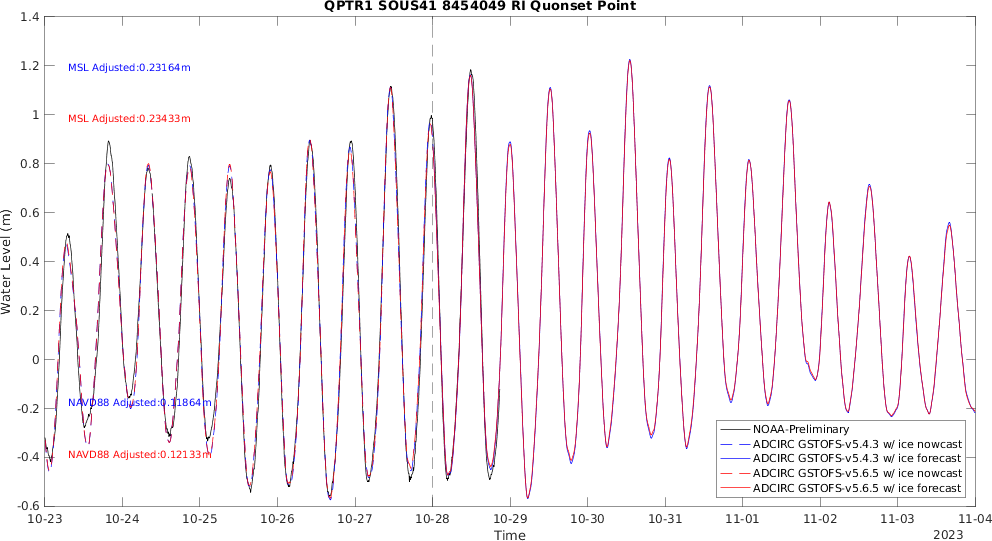 QPTR1 SOUS41 8454049 RI Quonset Point
1.4
1.2
1
0.8
0.6
0.4
0.2
0
-0.2
-0.4
-0.6
Water Level (m)
MSL Adjusted:0.23164m
MSL Adjusted:0.23433m
NAVD88 Adjusted:0.11864m
NAVD88 Adjusted:0.12133m
NOAA-Preliminary
ADCIRC GSTOFS-v5.4.3 w/ ice nowcast
ADCIRC GSTOFS-v5.4.3 w/ ice forecast
ADCIRC GSTOFS-v5.6.5 w/ ice nowcast
ADCIRC GSTOFS-v5.6.5 w/ ice forecast
10-23 10-24 10-25 10-26 10-27 10-28 10-29 10-30 10-31 11-01 11-02 11-03 11-04
Time
2023